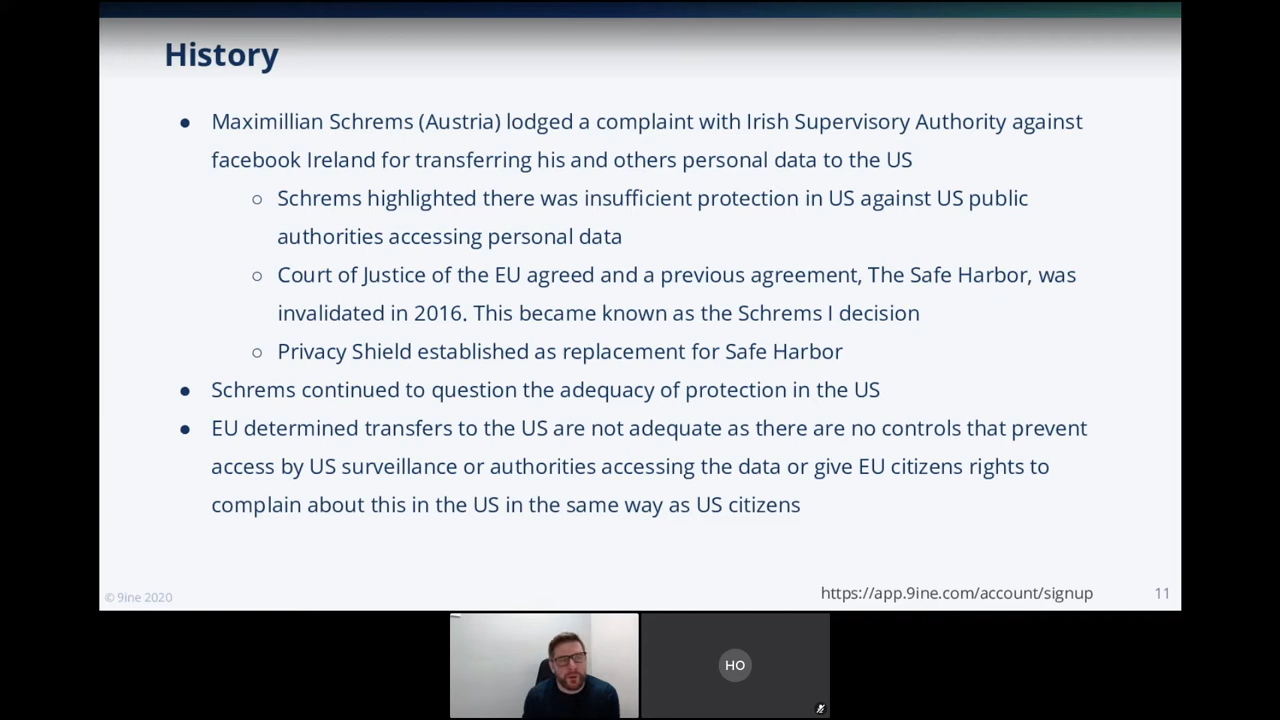 History
● Maximillian Schrems (Austria) lodged a complaint with Irish Supervisory Authority against
facebook Ireland for transferring his and others personal data to the US
○ Schrems highlighted there was insufficient protection in US against US public
authorities accessing personal data
○ Court of Justice of the EU agreed and a previous agreement, The Safe Harbor, was
invalidated in 2016. This became known as the Schrems I decision
○ Privacy Shield established as replacement for Safe Harbor
● Schrems continued to question the adequacy of protection in the US
● EU determined transfers to the US are not adequate as there are no controls that prevent
access by US surveillance or authorities accessing the data or give EU citizens rights to
complain about this in the US in the same way as US citizens
© 9ine 2020
https://app.9ine.com/account/signup
11
HO